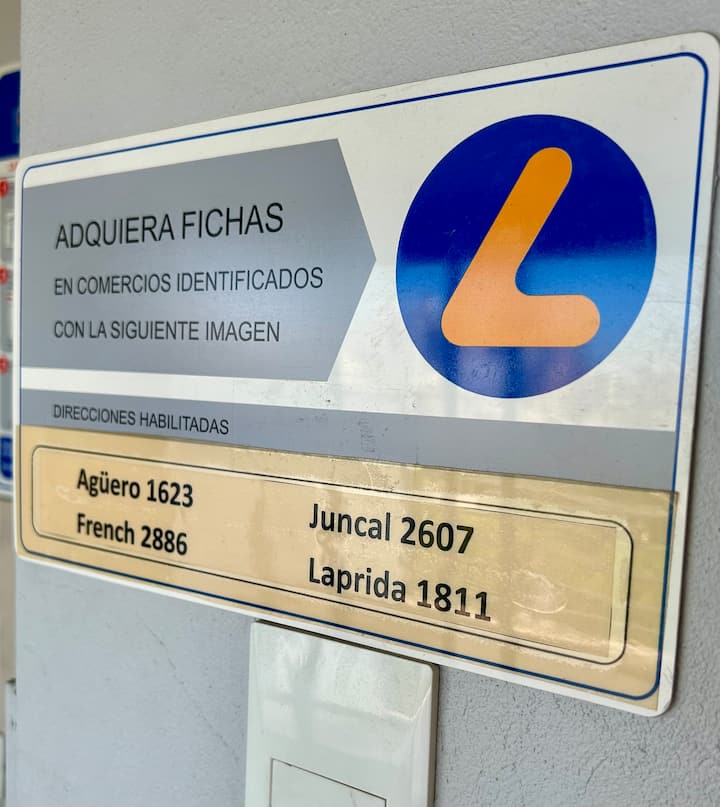 ADQUIERA FICHAS
EN COMERCIOS IDENTIFICADOS
CON LA SIGUIENTE IMAGEN
L
DIRECCIONES HABILITADAS
Agüero 1623
French 2886
Juncal 2607
Laprida 1811